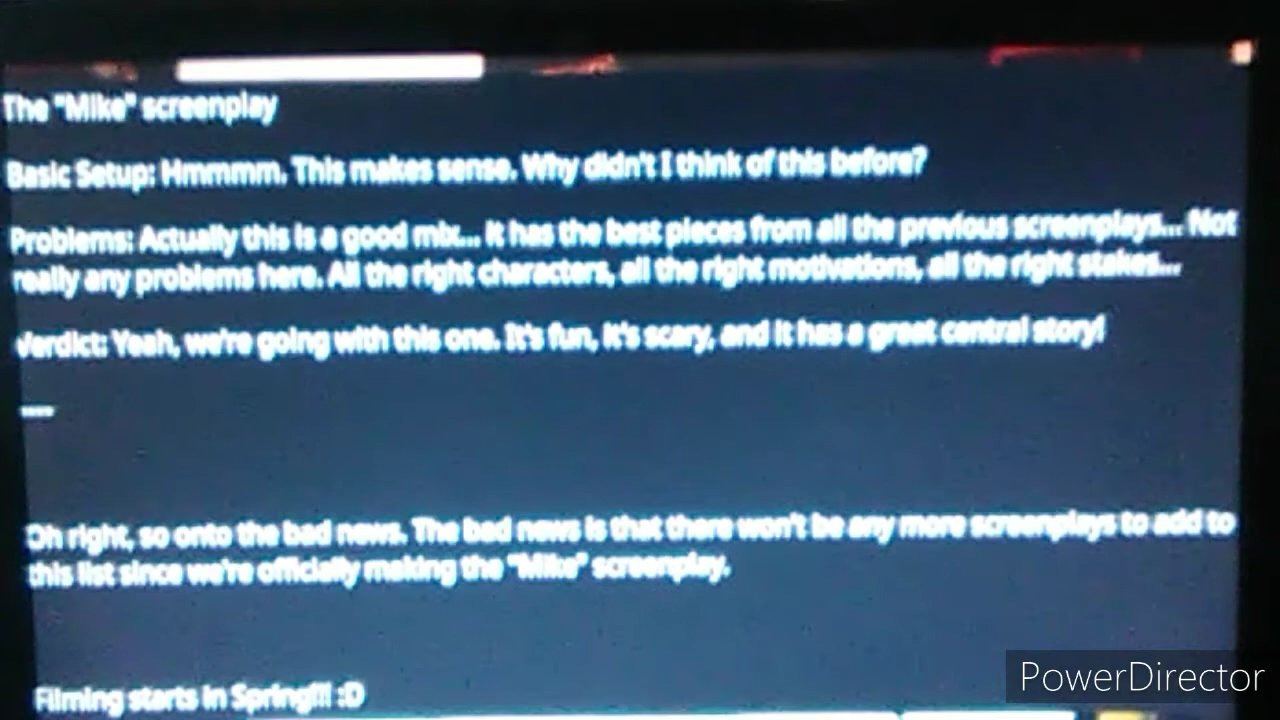 The "Mike" screenplay
Basic Setup: Hmmmm. This makes sense. Why didn't I think of this before?
Problems: Actually this is a good mix... It has the best pieces from all the previous screenplays... Not
really any problems here. All the right characters, all the right motivations, all the right stakes...
Verdict: Yeah, we're going with this one. It's fun, it's scary, and it has a great central story!
----
Oh right, so onto the bad news. The bad news is that there won't be any more screenplays to add to
this list since we're officially making the "Mike" screenplay.
Filming starts in Spring!!! :D
PowerDirector